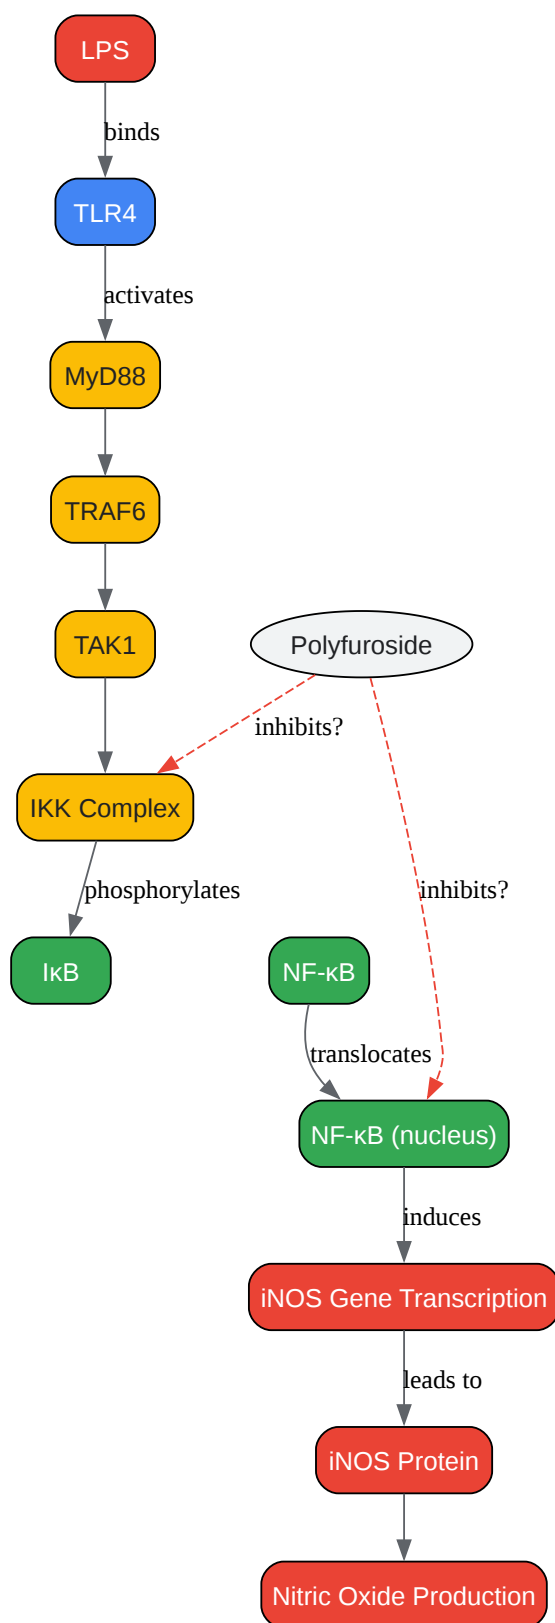 LPS
binds
TLR4
activates
MyD88
TRAF6
TAK1
Polyfuroside
inhibits?
IKK Complex
phosphorylates
inhibits?
IκB
NF-κB
translocates
NF-κB (nucleus)
induces
iNOS Gene Transcription
leads to
iNOS Protein
Nitric Oxide Production